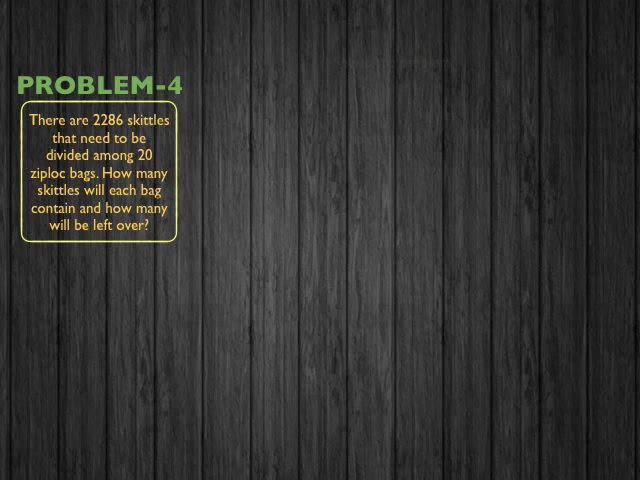 PROBLEM-4
There are 2286 skittles
that need to be
divided among 20
ziploc bags. How many
skittles will each bag
contain and how many
will be left over?